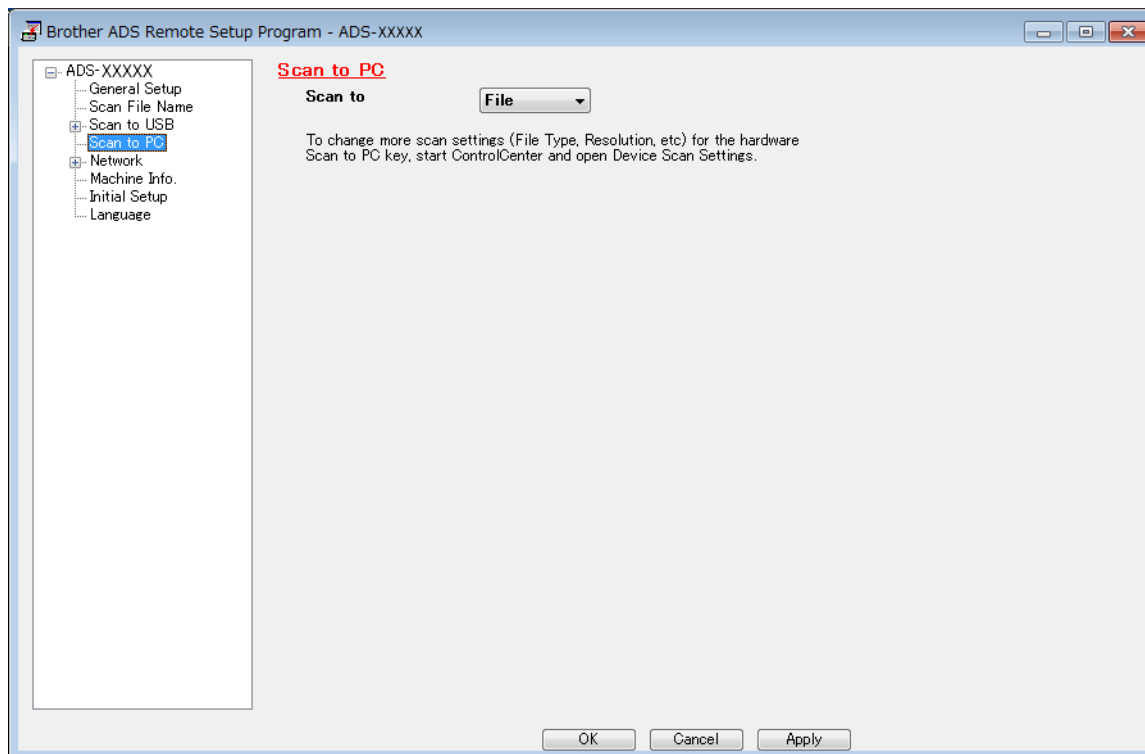 Brother ADS Remote Setup Program - ADS-XXXXX
ADS-XXXXX
General Setup
Scan File Name
Scan to USB
Scan to PC
Network
Machine Info.
Initial Setup
Language
Scan to PC
Scan to File
To change more scan settings (File Type, Resolution, etc) for the hardware
Scan to PC key, start ControlCenter and open Device Scan Settings.
OK Cancel Apply